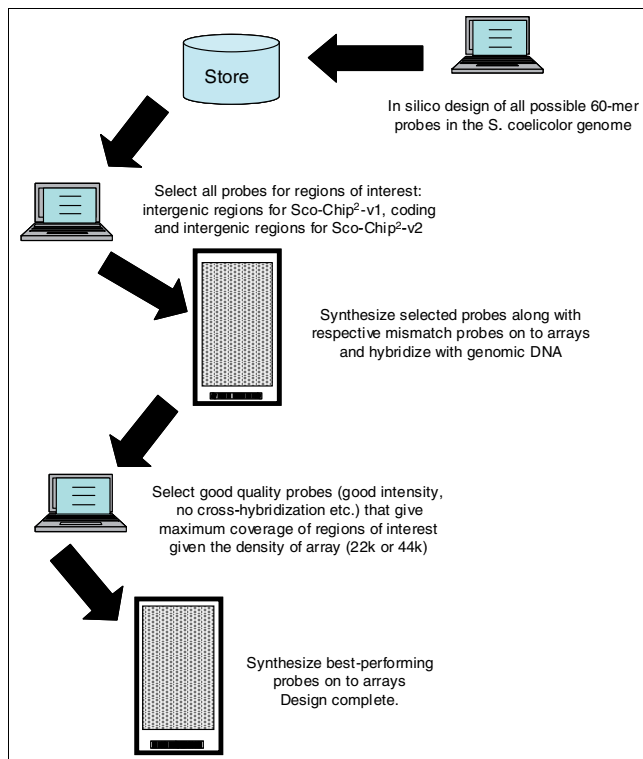 Store
In silico design of all possible 60-mer
probes in the S. coelicolor genome
Select all probes for regions of interest:
intergenic regions for Sco-Chip²-v1, coding
and intergenic regions for Sco-Chip²-v2
Synthesize selected probes along with
respective mismatch probes on to arrays
and hybridize with genomic DNA
Select good quality probes (good intensity,
no cross-hybridization etc.) that give
maximum coverage of regions of interest
given the density of array (22k or 44k)
Synthesize best-performing
probes on to arrays
Design complete.